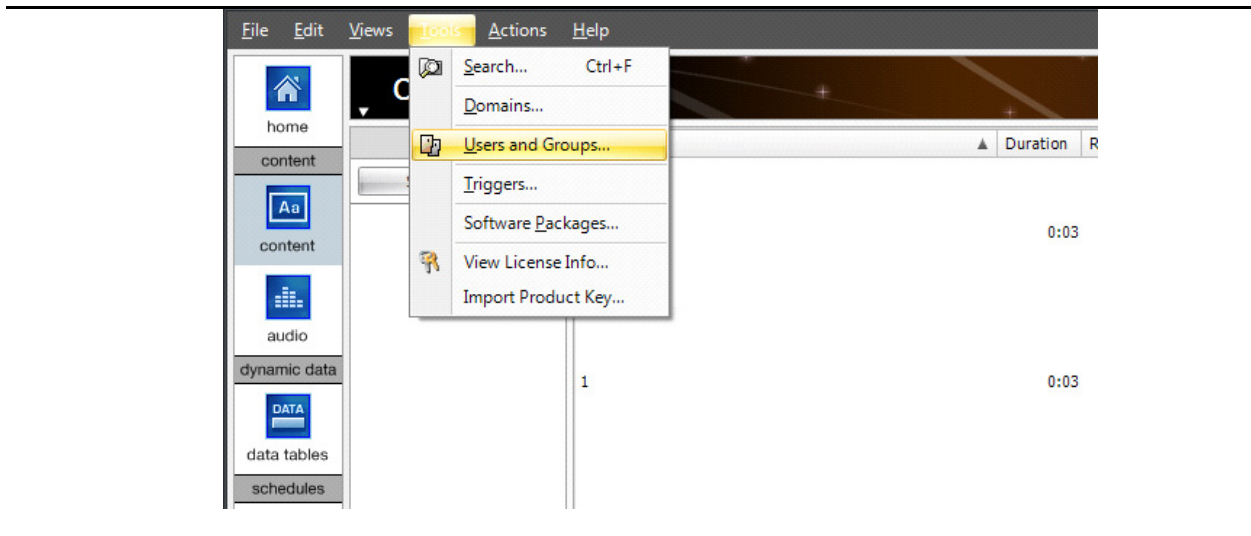 File Edit Views Tools Actions Help
Search... Ctrl+F
Domains...
Users and Groups...
Triggers...
Software Packages...
View License Info...
Import Product Key...
home
content
Aa
content
audio
dynamic data
DATA
data tables
schedules
Duration
0:03
1 0:03